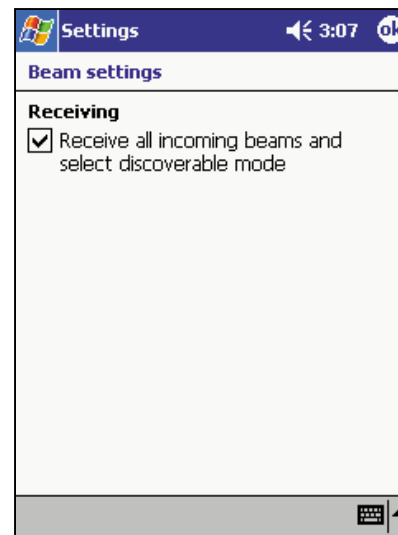 Settings 3:07 ok
Beam settings
Receiving
Receive all incoming beams and
select discoverable mode